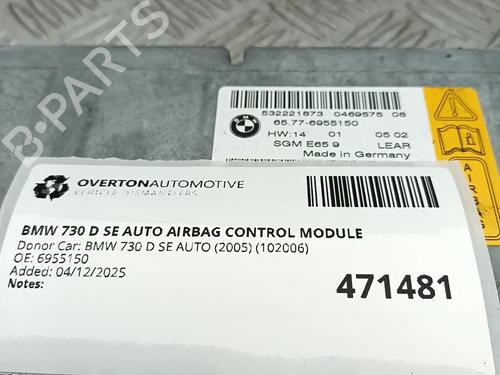 532221873 0469575 06
65.77-6955150
HW:14 01 05 02
SGM E65 9 LEAR
Made in Germany
AIRBAG
OVERTONAUTOMOTIVE
VEHICLE DISMANTLERS
BMW 730 D SE AUTO AIRBAG CONTROL MODULE
Donor Car: BMW 730 D SE AUTO (2005) (102006)
OE: 6955150
Added: 04/12/2025
Notes:
471481
B-PARTS